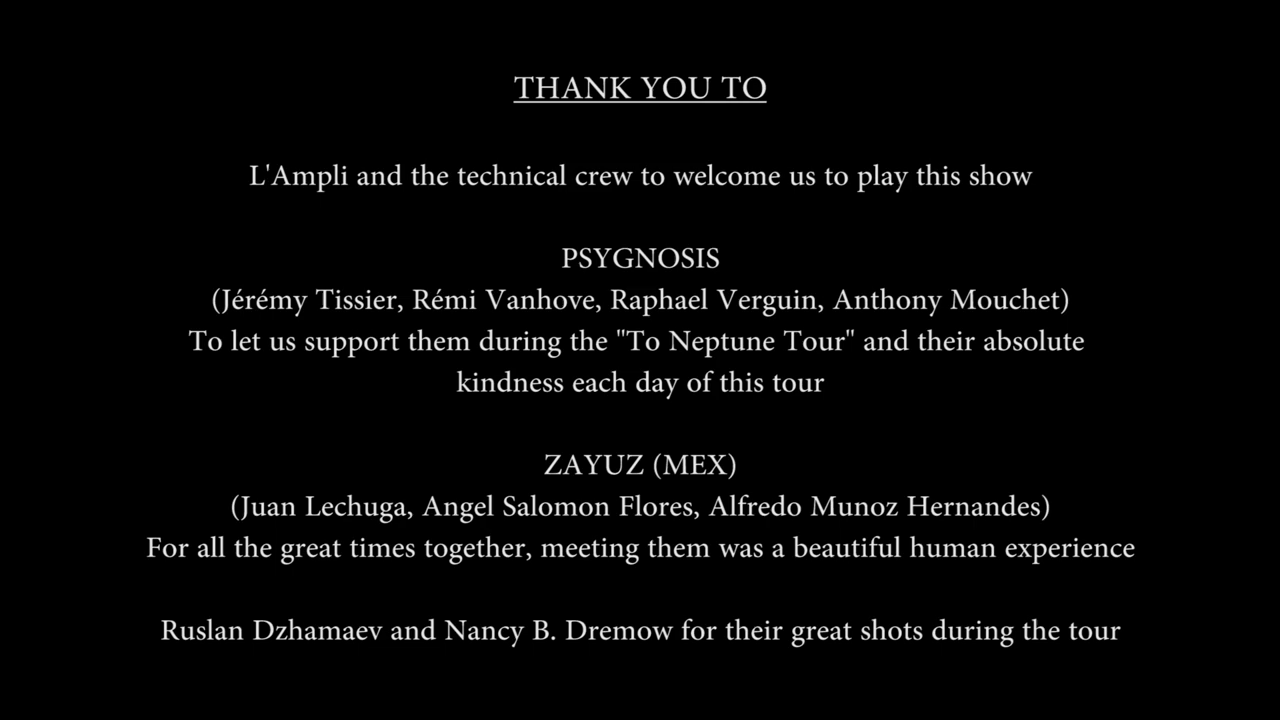 THANK YOU TO
L'Ampli and the technical crew to welcome us to play this show
PSYGNOSIS
(Jérémy Tissier, Rémi Vanhove, Raphael Verguin, Anthony Mouchet)
To let us support them during the "To Neptune Tour" and their absolute
kindness each day of this tour
ZAYUZ (MEX)
(Juan Lechuga, Angel Salomon Flores, Alfredo Munoz Hernandes)
For all the great times together, meeting them was a beautiful human experience
Ruslan Dzhamaev and Nancy B. Dremow for their great shots during the tour